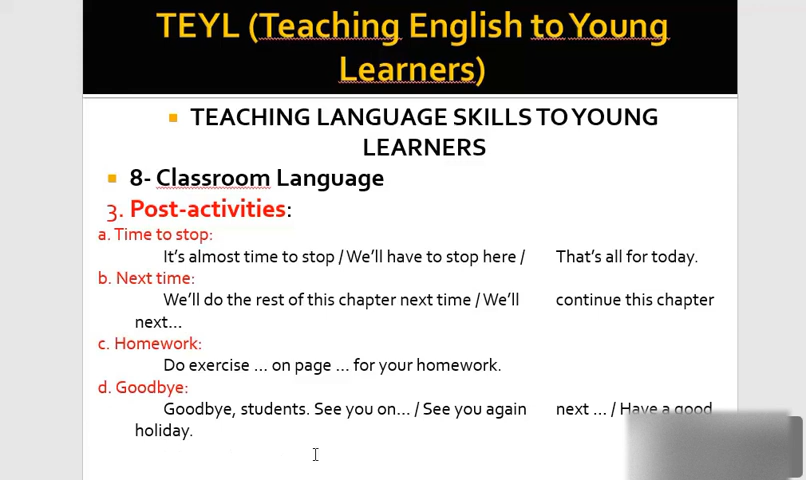 TEYL (Teaching English to Young
Learners)
TEACHING LANGUAGE SKILLS TO YOUNG
LEARNERS
8- Classroom Language
3. Post-activities:
a. Time to stop:
It's almost time to stop / We'll have to stop here / That's all for today.
b. Next time:
We'll do the rest of this chapter next time / We'll continue this chapter
next...
c. Homework:
Do exercise ... on page ... for your homework.
d. Goodbye:
Goodbye, students. See you on... / See you again next ... / Have a good
holiday.